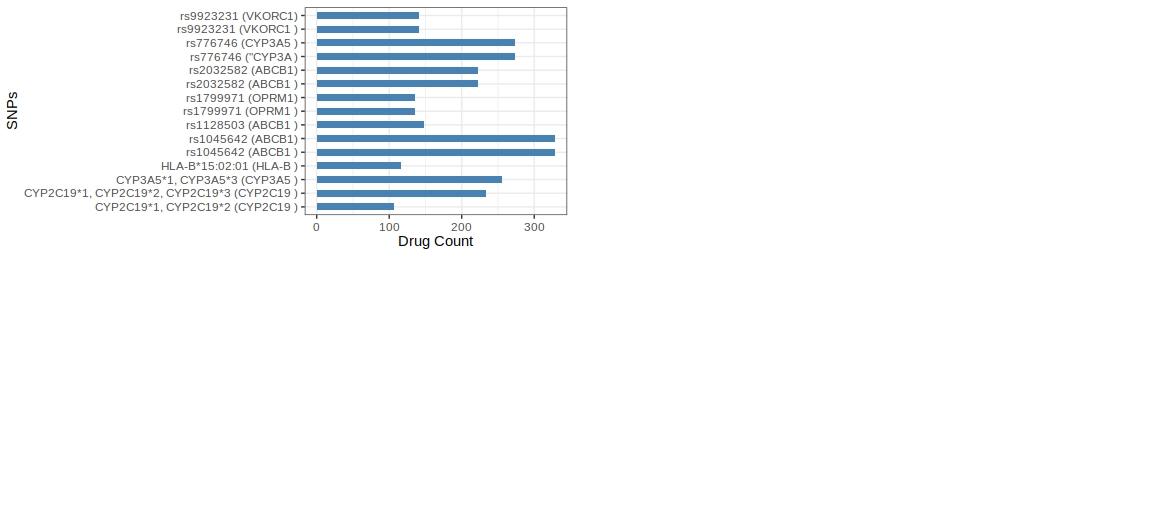 rs9923231 (VKORC1)
rs9923231 (VKORC1 )
rs776746 (CYP3A5 )
rs776746 ("CYP3A )
rs2032582 (ABCB1)
rs2032582 (ABCB1 )
rs1799971 (OPRM1)
rs1799971 (OPRM1 )
rs1128503 (ABCB1 )
rs1045642 (ABCB1)
rs1045642 (ABCB1 )
HLA-B*15:02:01 (HLA-B )
CYP3A5*1, CYP3A5*3 (CYP3A5 )
CYP2C19*1, CYP2C19*2, CYP2C19*3 (CYP2C19 )
CYP2C19*1, CYP2C19*2 (CYP2C19 )
SNPs
0 100 200 300
Drug Count